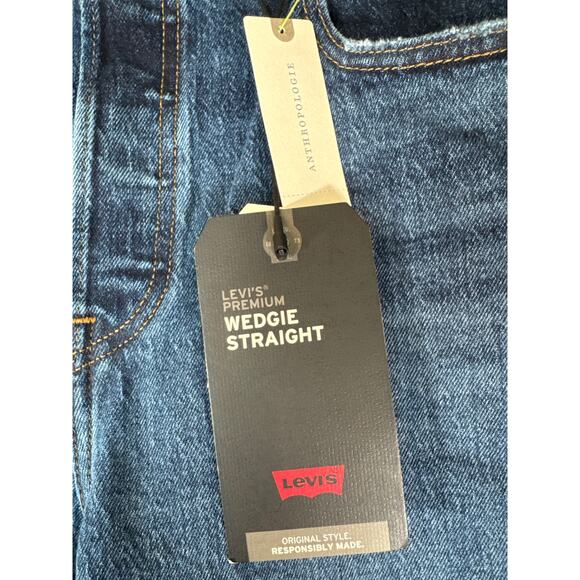 ANTHROPOLOGIE
LEVI'S®
PREMIUM
WEDGIE
STRAIGHT
LEVI'S
ORIGINAL STYLE.
RESPONSIBLY MADE.